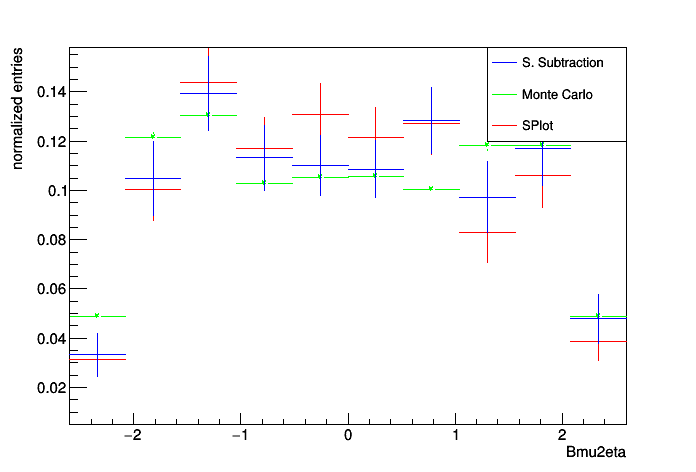 normalized entries
S. Subtraction
Monte Carlo
SPlot
0.14
0.12
0.1
0.08
0.06
0.04
0.02
−2 −1 0 1 2
Bmu2eta